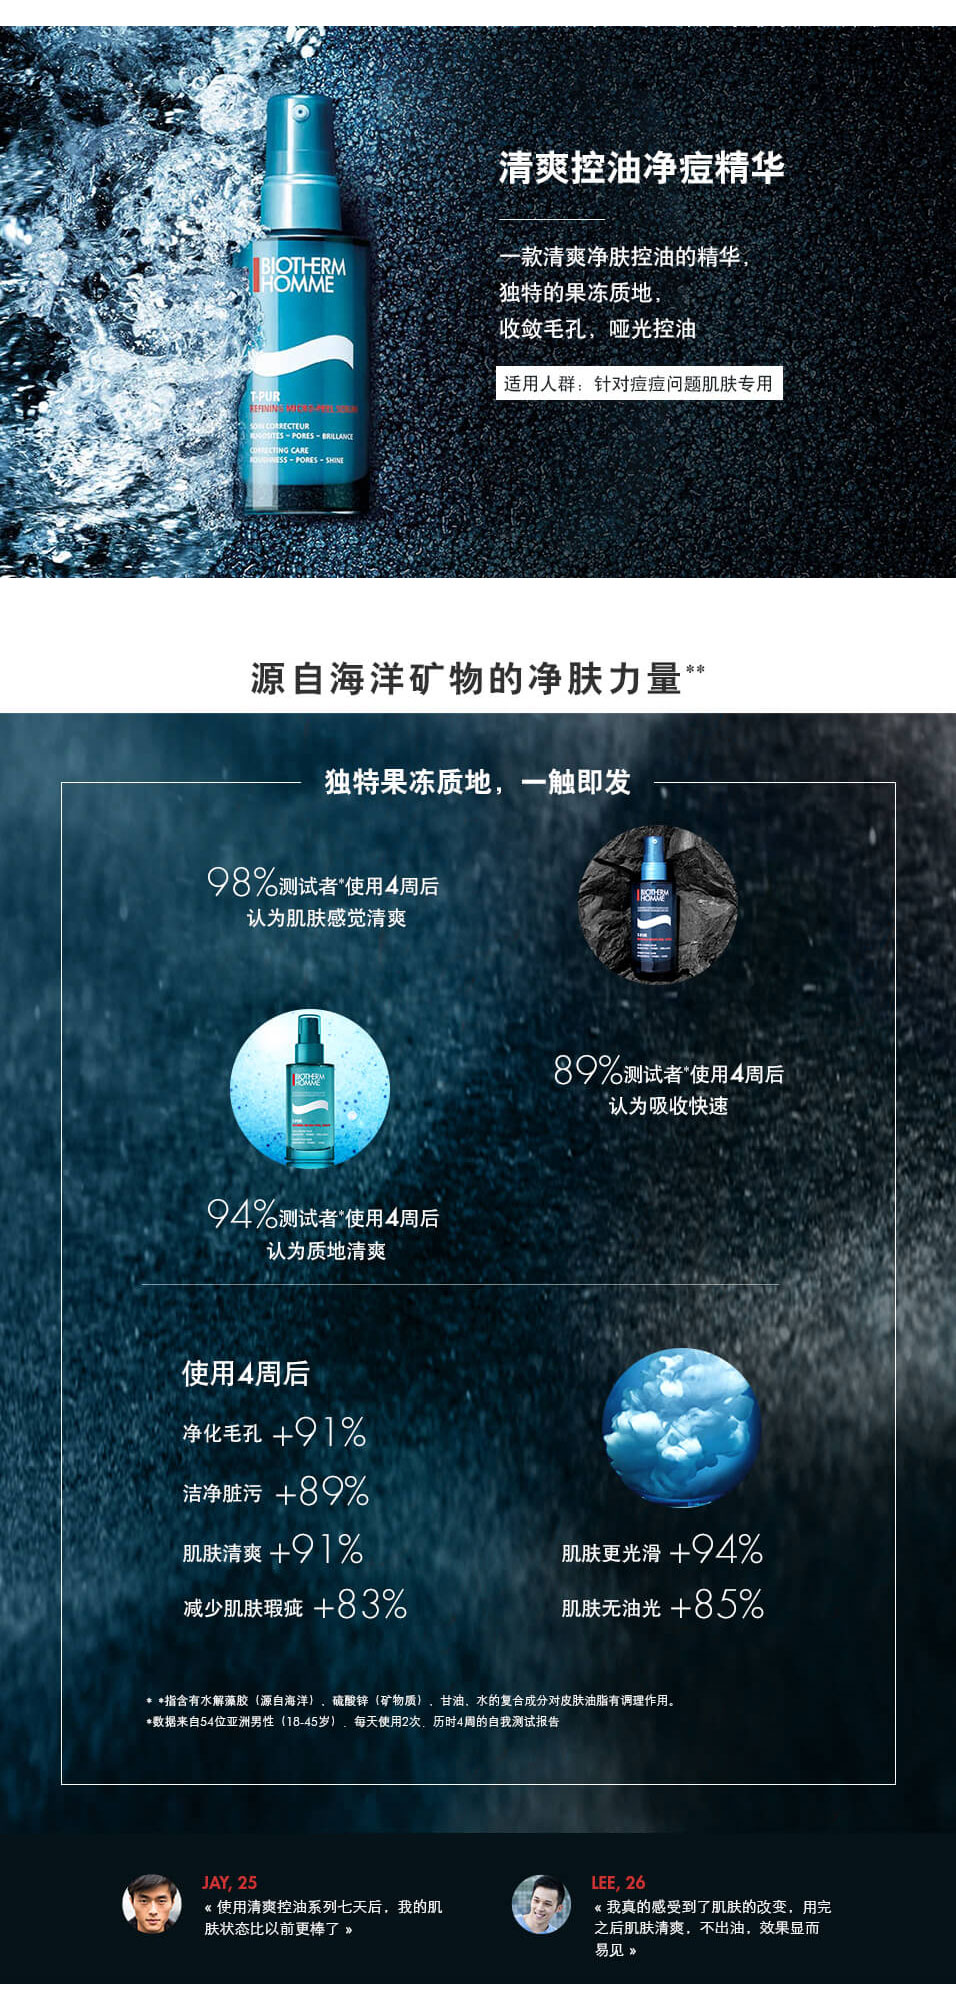 清爽控油净痘精华
一款清爽净肤控油的精华，
独特的果冻质地，
收敛毛孔，哑光控油
适用人群：针对痘痘问题肌肤专用
BIOTHERM
HOMME
T-PUR
REFINING MICRO-PEEL SERUM
SOIN CORRECTEUR
RUGOSITES - PORES - BRILLANCE
CORRECTING CARE
ROUGHNESS - PORES - SHINE
源自海洋矿物的净肤力量**
独特果冻质地，一触即发
98%测试者*使用4周后
认为肌肤感觉清爽
BIOTHERM
HOMME
T-PUR
BIOTHERM
HOMME
T-PUR
89%测试者*使用4周后
认为吸收快速
94%测试者*使用4周后
认为质地清爽
使用4周后
净化毛孔 +91%
洁净脏污 +89%
肌肤清爽 +91%
减少肌肤瑕疵 +83%
肌肤更光滑 +94%
肌肤无油光 +85%
* *指含有水解藻胶（源自海洋）、硫酸锌（矿物质）、甘油、水的复合成分对皮肤油脂有调理作用。
*数据来自54位亚洲男性（18-45岁）、每天使用2次、历时4周的自我测试报告
JAY, 25
« 使用清爽控油系列七天后，我的肌
肤状态比以前更棒了 »
LEE, 26
« 我真的感受到了肌肤的改变，用完
之后肌肤清爽，不出油，效果显而
易见 »